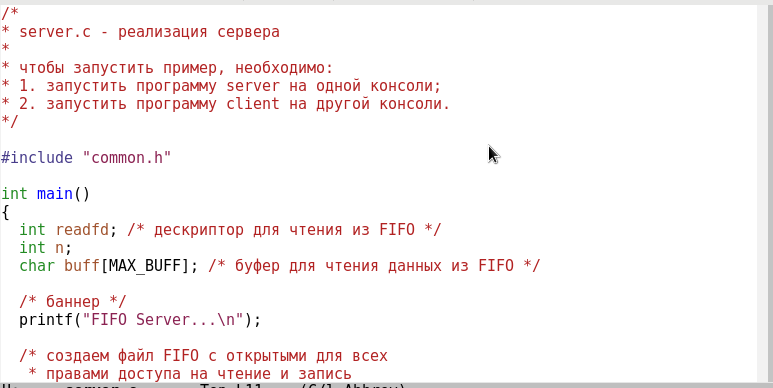 /*
* server.c - реализация сервера
*
* чтобы запустить пример, необходимо:
* 1. запустить программу server на одной консоли;
* 2. запустить программу client на другой консоли.
*/
#include "common.h"
int main()
{
int readfd; /* дескриптор для чтения из FIFO */
int n;
char buff[MAX_BUFF]; /* буфер для чтения данных из FIFO */
/* баннер */
printf("FIFO Server...\n");
/* создаем файл FIFO с открытыми для всех
* правами доступа на чтение и запись